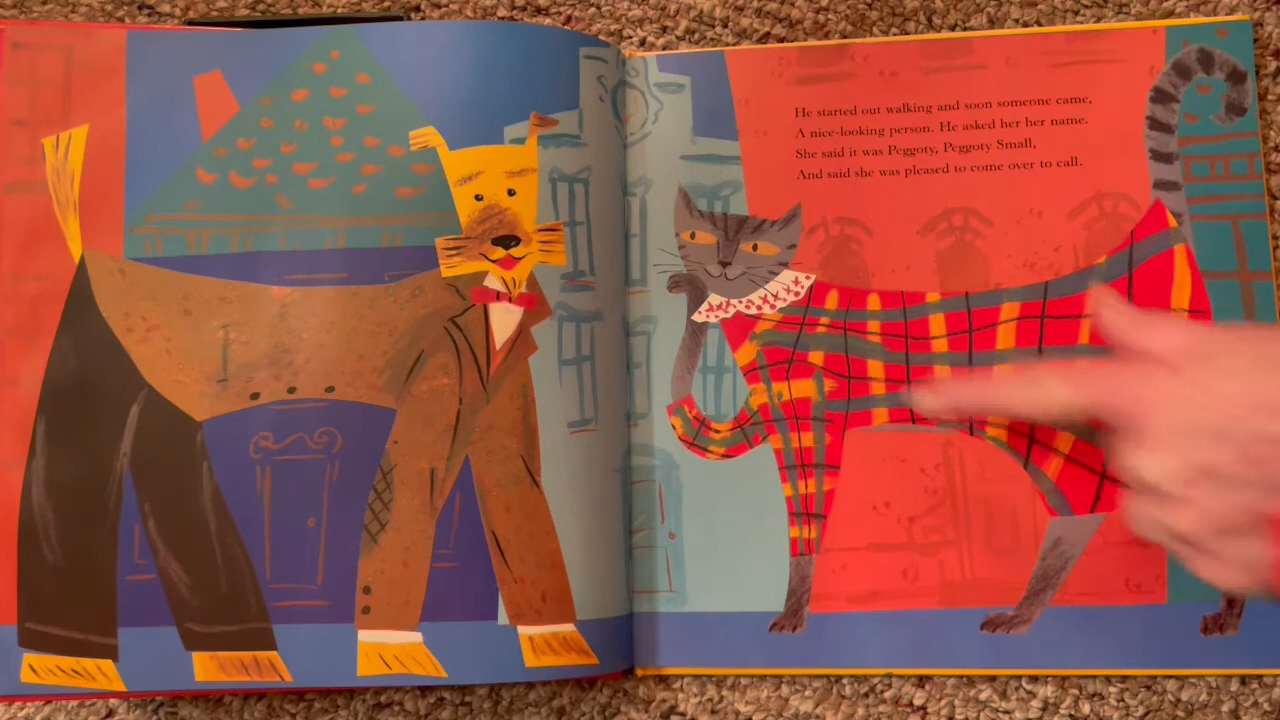 He started out walking and soon someone came,
A nice-looking person. He asked her her name.
She said it was Peggoty, Peggoty Small,
And said she was pleased to come over to call.